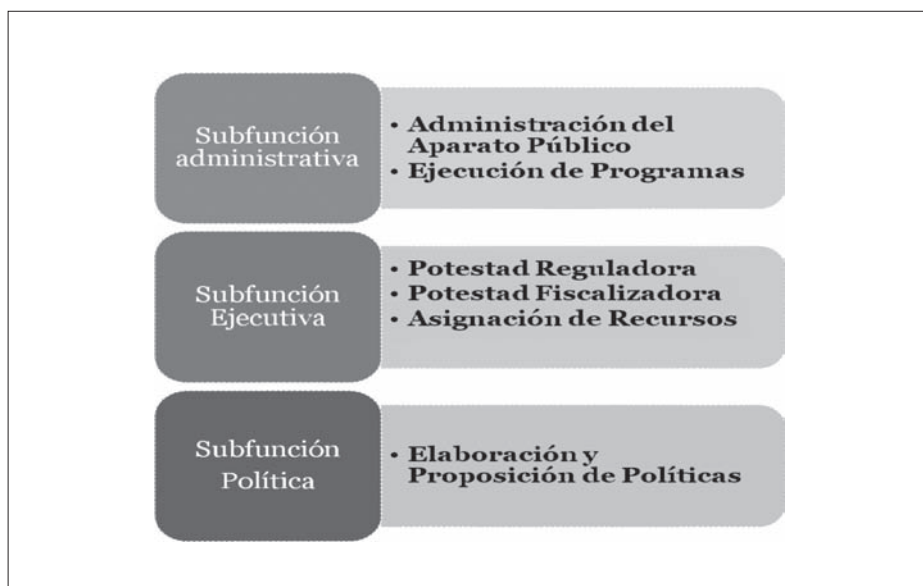 Subfunción
administrativa
• Administración del
Aparato Público
• Ejecución de Programas
Subfunción
Ejecutiva
• Potestad Reguladora
• Potestad Fiscalizadora
• Asignación de Recursos
Subfunción
Política
• Elaboración y
Proposición de Políticas